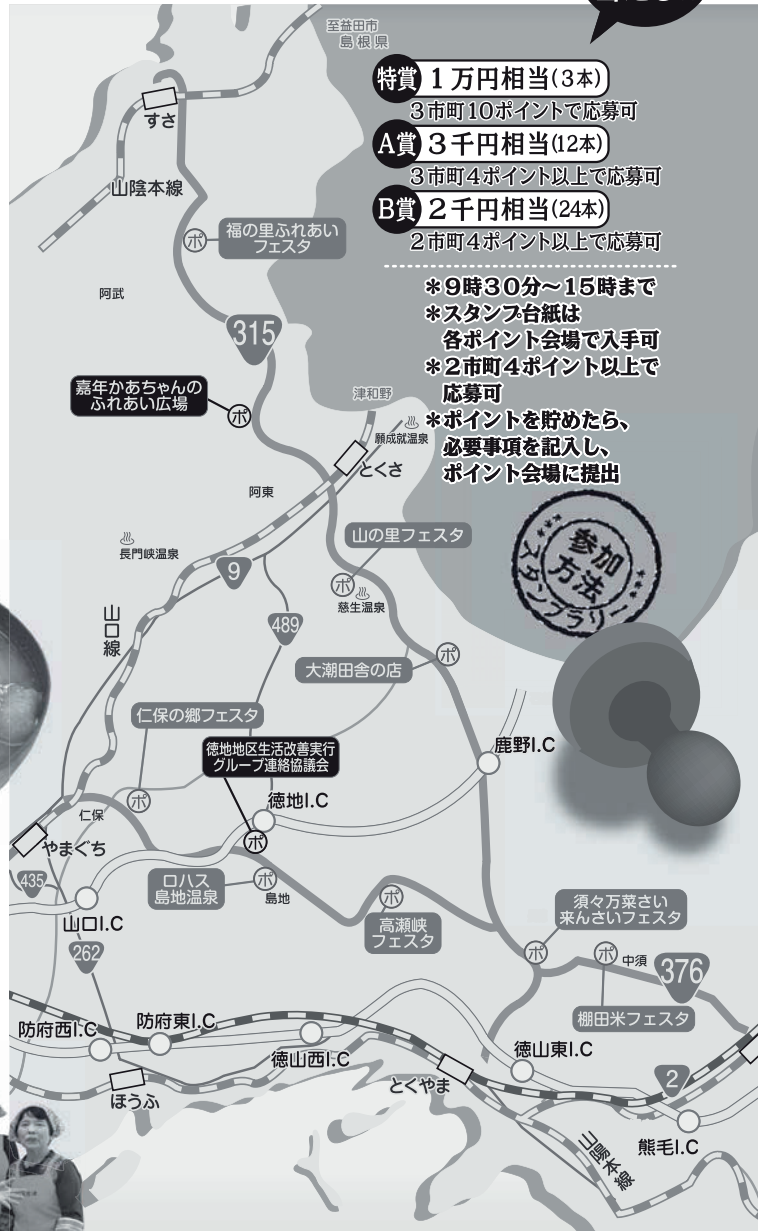 至益田市
島根県
特賞 1万円相当(3本)
3市町10ポイントで応募可
A賞 3千円相当(12本)
3市町4ポイント以上で応募可
B賞 2千円相当(24本)
2市町4ポイント以上で応募可
*9時30分～15時まで
*スタンプ台紙は
各ポイント会場で入手可
*2市町4ポイント以上で
応募可
*ポイントを貯めたら、
必要事項を記入し、
ポイント会場に提出
参加
方法
スタンプラリー
すさ
山陰本線
ポ
福の里ふれあい
フェスタ
阿武
315
嘉年かあちゃんの
ふれあい広場
ポ
津和野
願成就温泉
とくさ
阿東
長門峡温泉
山の里フェスタ
ポ
慈生温泉
9
山口線
489
大潮田舎の店
ポ
仁保の郷フェスタ
徳地地区生活改善実行
グループ連絡協議会
鹿野I.C
ポ
仁保
徳地I.C
ポ
やまぐち
435
ロハス
島地温泉
ポ
島地
ポ
高瀬峡
フェスタ
山口I.C
262
須々万菜さい
来んさいフェスタ
ポ
ポ
中須
376
棚田米フェスタ
防府西I.C
防府東I.C
徳山西I.C
徳山東I.C
とくやま
2
ほうふ
熊毛I.C
山陽本線